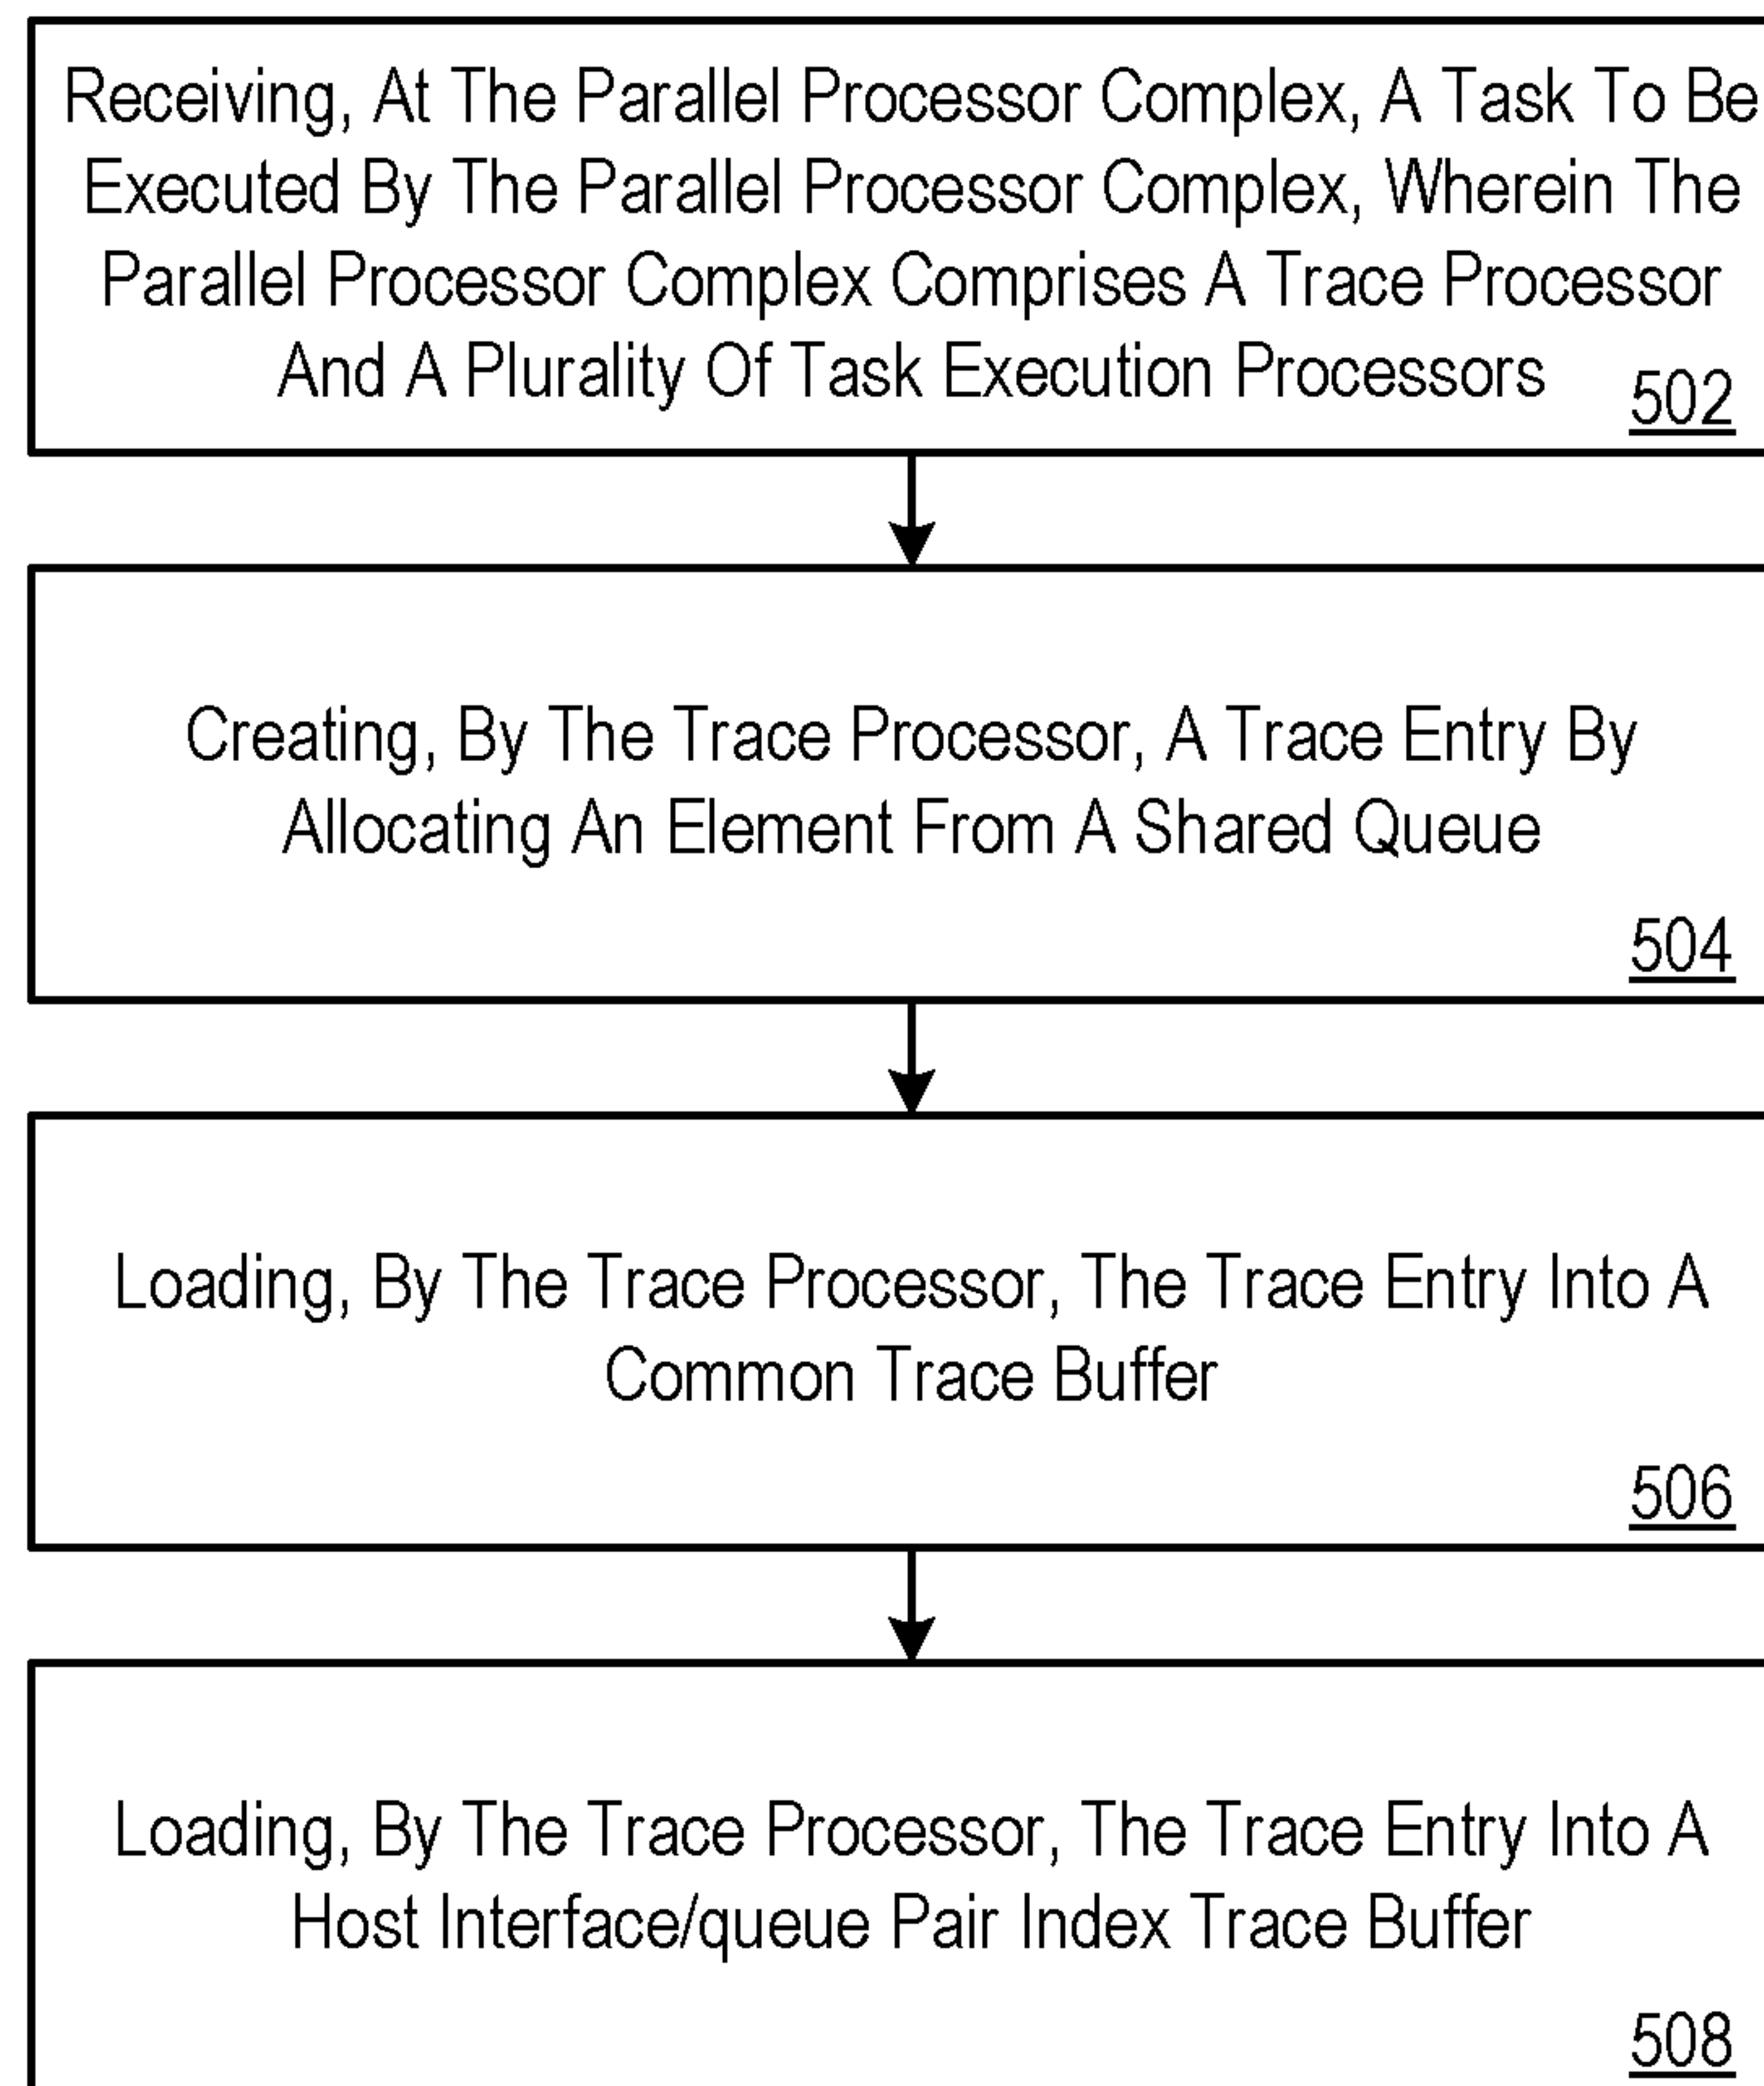 Receiving, At The Parallel Processor Complex, A Task To Be
Executed By The Parallel Processor Complex, Wherein The
Parallel Processor Complex Comprises A Trace Processor
And A Plurality Of Task Execution Processors
502
Creating, By The Trace Processor, A Trace Entry By
Allocating An Element From A Shared Queue
504
Loading, By The Trace Processor, The Trace Entry Into A
Common Trace Buffer
506
Loading, By The Trace Processor, The Trace Entry Into A
Host Interface/queue Pair Index Trace Buffer
508